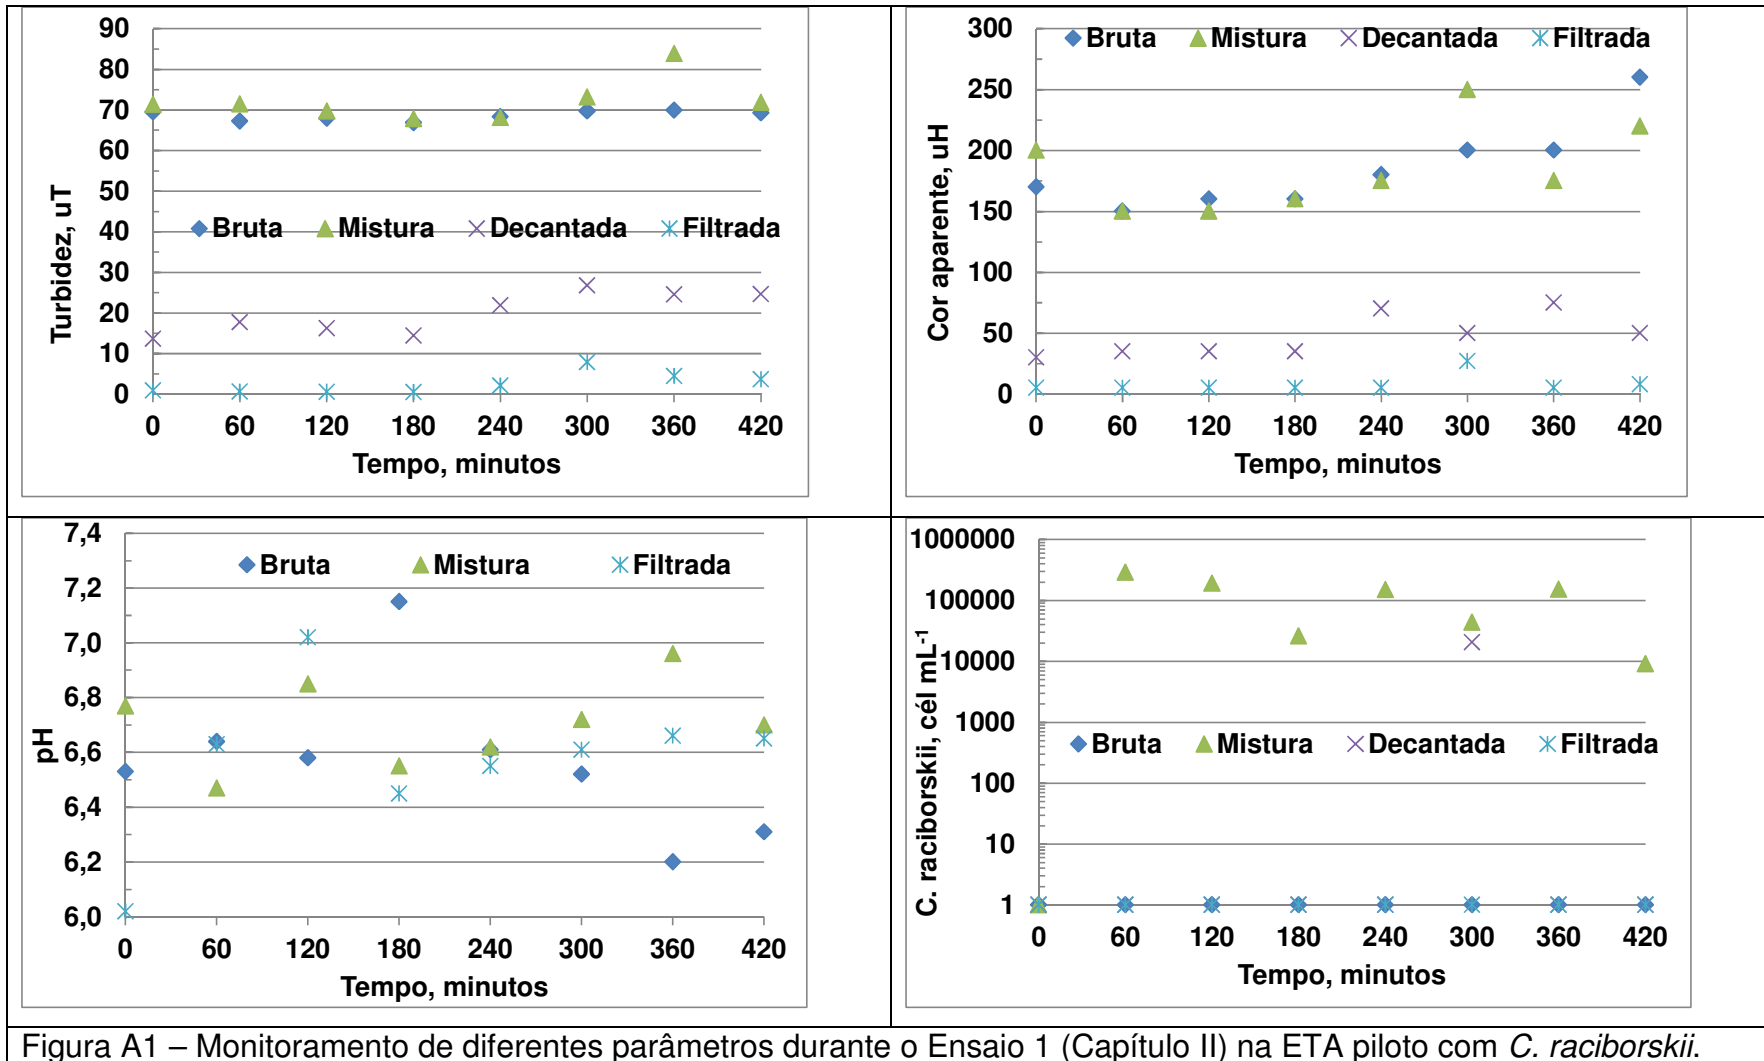 90
80
70
60
50
40
30
20
10
0
Turbidez, uT
Bruta Mistura Decantada Filtrada
0 60 120 180 240 300 360 420
Tempo, minutos
300
250
200
150
100
50
0
Cor aparente, uH
Bruta Mistura Decantada Filtrada
0 60 120 180 240 300 360 420
Tempo, minutos
7,4
7,2
7,0
6,8
6,6
6,4
6,2
6,0
pH
Bruta Mistura Filtrada
0 60 120 180 240 300 360 420
Tempo, minutos
1000000
100000
10000
1000
100
10
1
C. raciborskii, cél mL-1
Bruta Mistura Decantada Filtrada
0 60 120 180 240 300 360 420
Tempo, minutos
Figura A1 – Monitoramento de diferentes parâmetros durante o Ensaio 1 (Capítulo II) na ETA piloto com C. raciborskii.